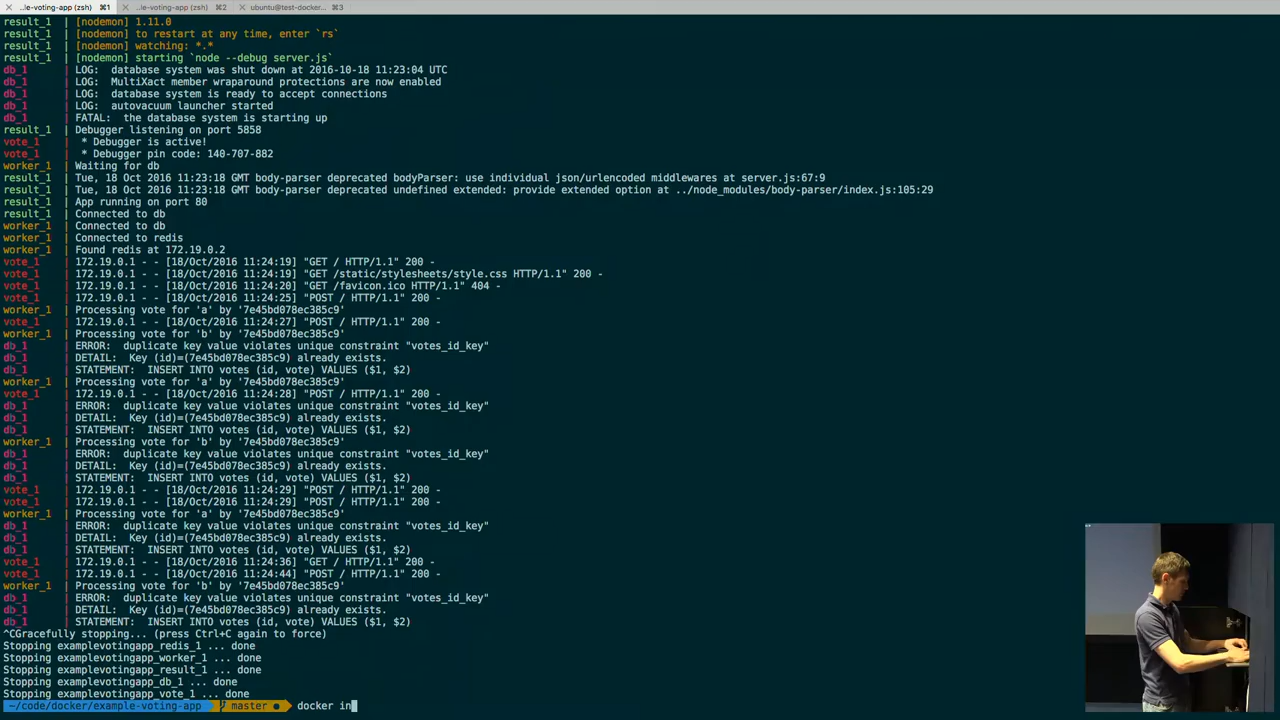 ..le-voting-app (zsh) ⌘1 ..le-voting-app (zsh) ⌘2 ubuntu@test-docker... ⌘3
result_1 | [nodemon] 1.11.0
result_1 | [nodemon] to restart at any time, enter `rs`
result_1 | [nodemon] watching: *.*
result_1 | [nodemon] starting `node --debug server.js`
db_1 | LOG: database system was shut down at 2016-10-18 11:23:04 UTC
db_1 | LOG: MultiXact member wraparound protections are now enabled
db_1 | LOG: database system is ready to accept connections
db_1 | LOG: autovacuum launcher started
db_1 | FATAL: the database system is starting up
result_1 | Debugger listening on port 5858
vote_1 | * Debugger is active!
vote_1 | * Debugger pin code: 140-707-882
worker_1 | Waiting for db
result_1 | Tue, 18 Oct 2016 11:23:18 GMT body-parser deprecated bodyParser: use individual json/urlencoded middlewares at server.js:67:9
result_1 | Tue, 18 Oct 2016 11:23:18 GMT body-parser deprecated undefined extended: provide extended option at ../node_modules/body-parser/index.js:105:29
result_1 | App running on port 80
result_1 | Connected to db
worker_1 | Connected to db
worker_1 | Connected to redis
worker_1 | Found redis at 172.19.0.2
vote_1 | 172.19.0.1 - - [18/Oct/2016 11:24:19] "GET / HTTP/1.1" 200 -
vote_1 | 172.19.0.1 - - [18/Oct/2016 11:24:19] "GET /static/stylesheets/style.css HTTP/1.1" 200 -
vote_1 | 172.19.0.1 - - [18/Oct/2016 11:24:20] "GET /favicon.ico HTTP/1.1" 404 -
vote_1 | 172.19.0.1 - - [18/Oct/2016 11:24:25] "POST / HTTP/1.1" 200 -
worker_1 | Processing vote for 'a' by '7e45bd078ec385c9'
vote_1 | 172.19.0.1 - - [18/Oct/2016 11:24:27] "POST / HTTP/1.1" 200 -
worker_1 | Processing vote for 'b' by '7e45bd078ec385c9'
db_1 | ERROR: duplicate key value violates unique constraint "votes_id_key"
db_1 | DETAIL: Key (id)=(7e45bd078ec385c9) already exists.
db_1 | STATEMENT: INSERT INTO votes (id, vote) VALUES ($1, $2)
worker_1 | Processing vote for 'a' by '7e45bd078ec385c9'
vote_1 | 172.19.0.1 - - [18/Oct/2016 11:24:28] "POST / HTTP/1.1" 200 -
db_1 | ERROR: duplicate key value violates unique constraint "votes_id_key"
db_1 | DETAIL: Key (id)=(7e45bd078ec385c9) already exists.
db_1 | STATEMENT: INSERT INTO votes (id, vote) VALUES ($1, $2)
worker_1 | Processing vote for 'b' by '7e45bd078ec385c9'
db_1 | ERROR: duplicate key value violates unique constraint "votes_id_key"
db_1 | DETAIL: Key (id)=(7e45bd078ec385c9) already exists.
db_1 | STATEMENT: INSERT INTO votes (id, vote) VALUES ($1, $2)
vote_1 | 172.19.0.1 - - [18/Oct/2016 11:24:29] "POST / HTTP/1.1" 200 -
vote_1 | 172.19.0.1 - - [18/Oct/2016 11:24:29] "POST / HTTP/1.1" 200 -
worker_1 | Processing vote for 'a' by '7e45bd078ec385c9'
db_1 | ERROR: duplicate key value violates unique constraint "votes_id_key"
db_1 | DETAIL: Key (id)=(7e45bd078ec385c9) already exists.
db_1 | STATEMENT: INSERT INTO votes (id, vote) VALUES ($1, $2)
vote_1 | 172.19.0.1 - - [18/Oct/2016 11:24:36] "GET / HTTP/1.1" 200 -
vote_1 | 172.19.0.1 - - [18/Oct/2016 11:24:44] "POST / HTTP/1.1" 200 -
worker_1 | Processing vote for 'b' by '7e45bd078ec385c9'
db_1 | ERROR: duplicate key value violates unique constraint "votes_id_key"
db_1 | DETAIL: Key (id)=(7e45bd078ec385c9) already exists.
db_1 | STATEMENT: INSERT INTO votes (id, vote) VALUES ($1, $2)
^CGracefully stopping... (press Ctrl+C again to force)
Stopping examplevotingapp_redis_1 ... done
Stopping examplevotingapp_worker_1 ... done
Stopping examplevotingapp_result_1 ... done
Stopping examplevotingapp_db_1 ... done
Stopping examplevotingapp_vote_1 ... done
~/code/docker/example-voting-app master ● docker in